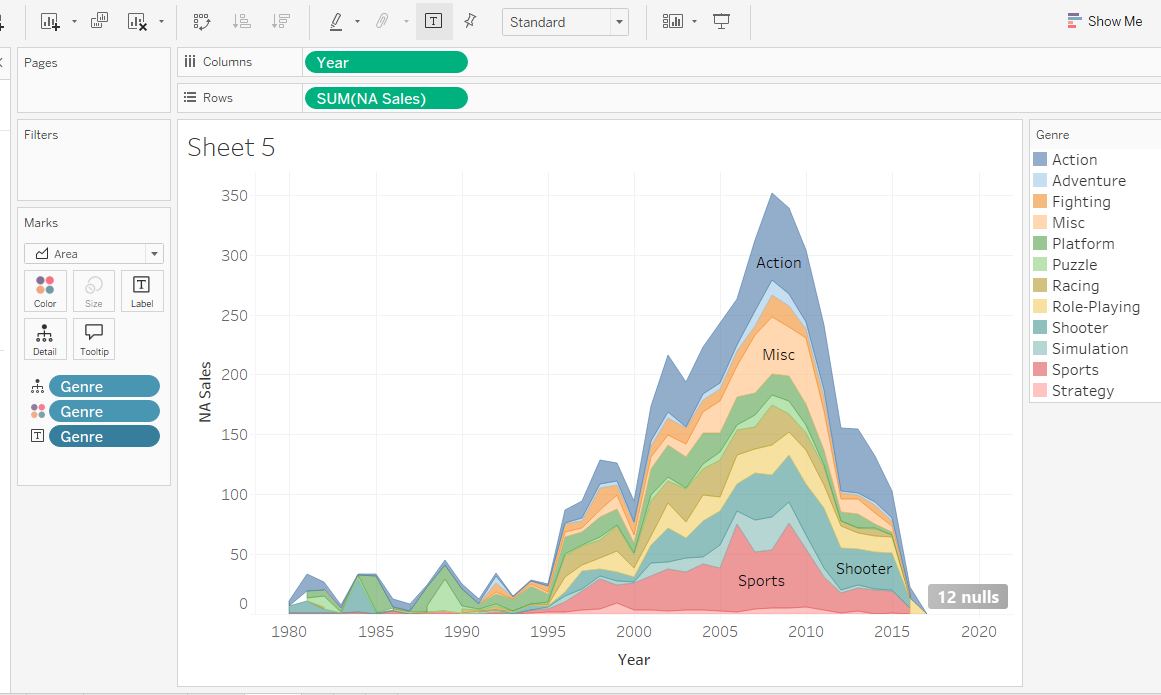 Standard
Show Me
Pages
Columns
Year
Rows
SUM(NA Sales)
Filters
Marks
Area
Color
Size
T
Label
Detail
Tooltip
Genre
Genre
T
Genre
Sheet 5
350
300
250
200
150
100
50
0
NA Sales
Action
Misc
Sports
Shooter
12 nulls
1980 1985 1990 1995 2000 2005 2010 2015 2020
Year
Genre
Action
Adventure
Fighting
Misc
Platform
Puzzle
Racing
Role-Playing
Shooter
Simulation
Sports
Strategy